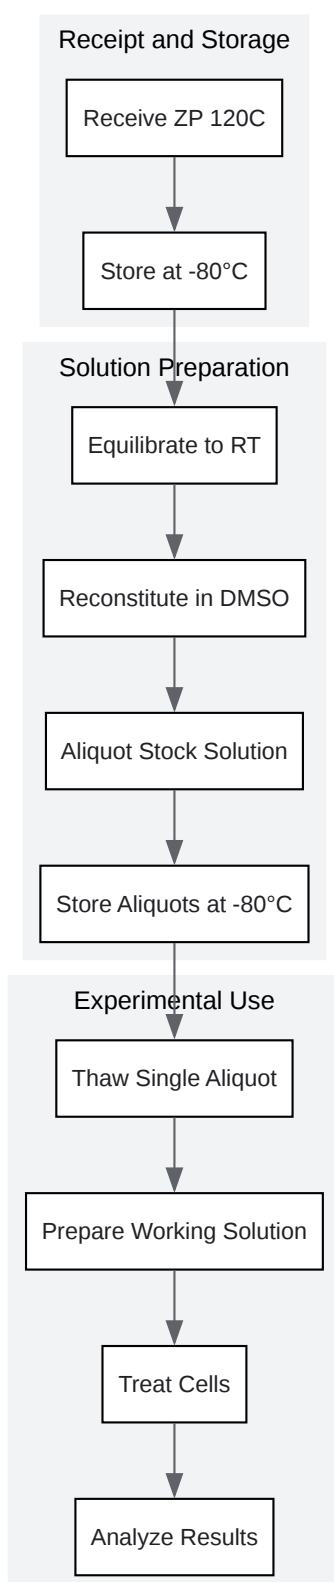 Receipt and Storage
Receive ZP 120C
Store at -80°C
Solution Preparation
Equilibrate to RT
Reconstitute in DMSO
Aliquot Stock Solution
Store Aliquots at -80°C
Experimental Use
Thaw Single Aliquot
Prepare Working Solution
Treat Cells
Analyze Results